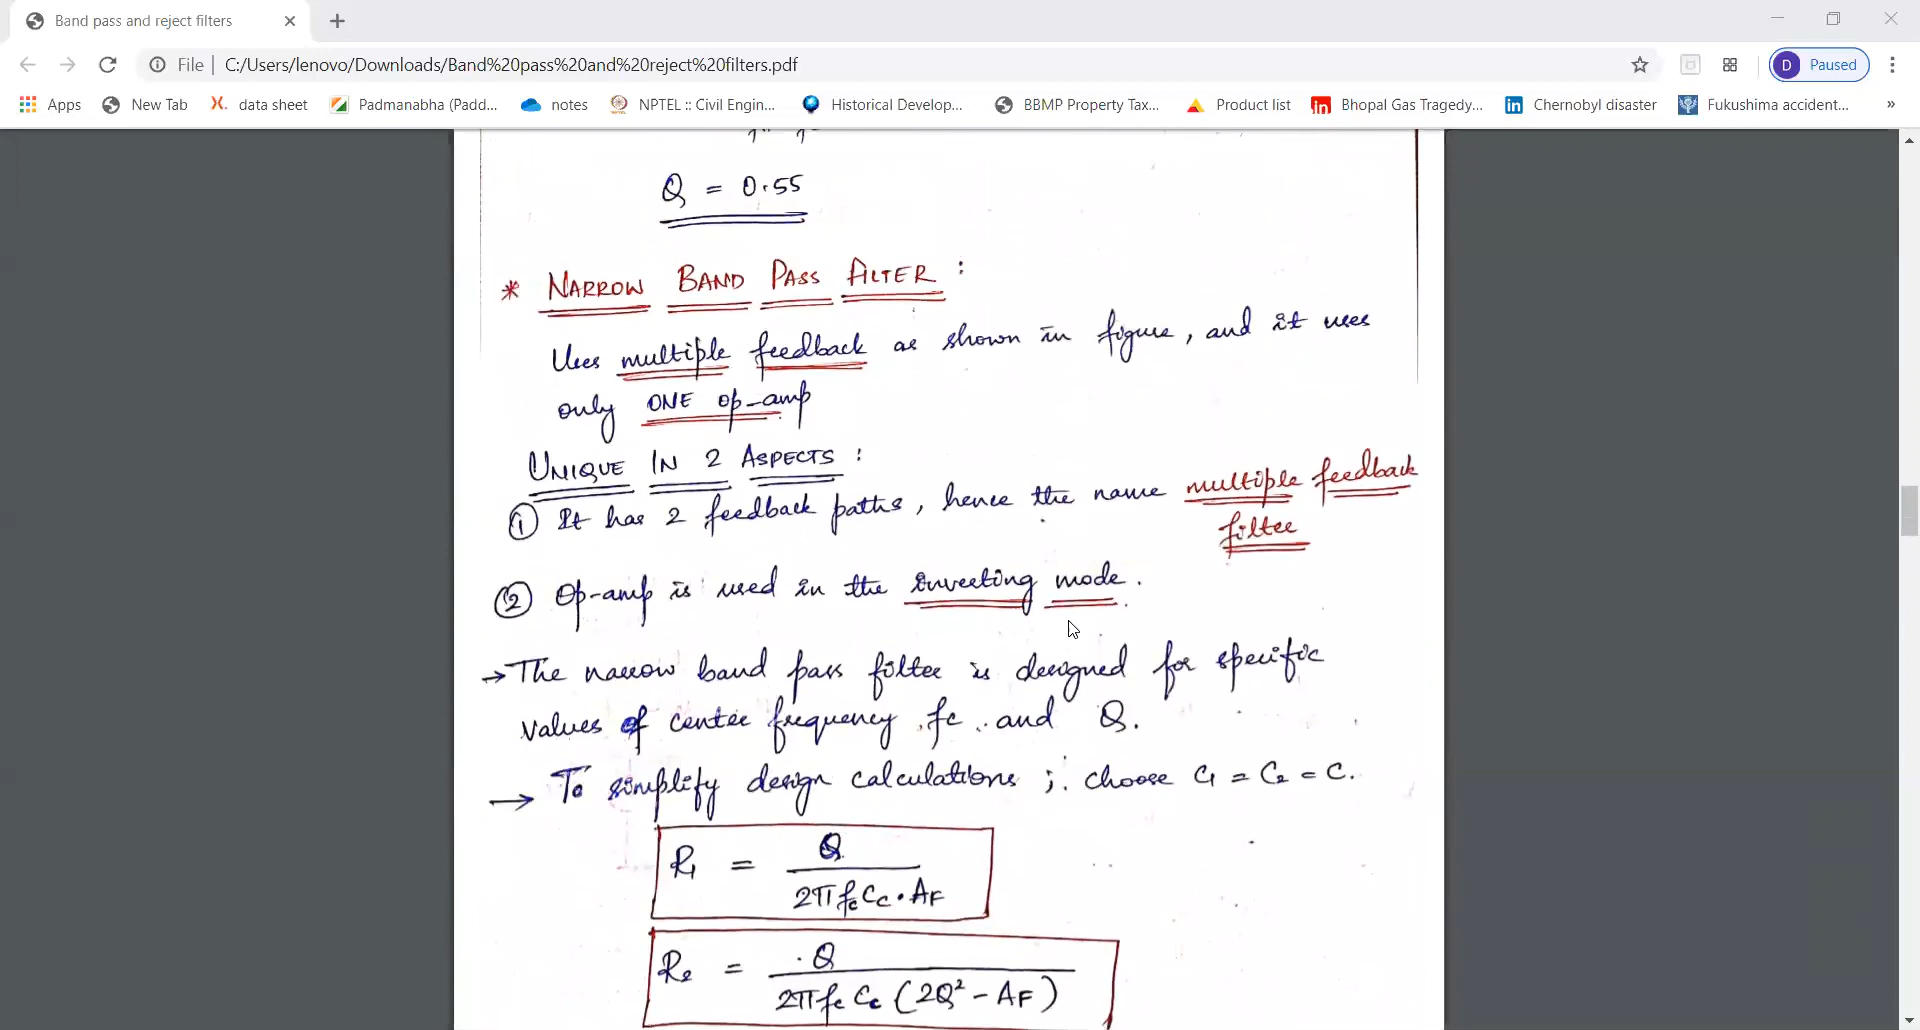 Band pass and reject filters
File | C:/Users/lenovo/Downloads/Band%20pass%20and%20reject%20filters.pdf
D Paused
Apps New Tab data sheet Padmanabha (Padd... notes NPTEL :: Civil Engin... Historical Develop... BBMP Property Tax... Product list Bhopal Gas Tragedy... Chernobyl disaster Fukushima accident... »
Q = 0.55
* NARROW BAND PASS FILTER :
Uses multiple feedback as shown in figure, and it uses
only ONE op-amp
UNIQUE IN 2 ASPECTS :
① It has 2 feedback paths, hence the name multiple feedback
filter
② Op-amp is used in the inverting mode.
→ The narrow band pass filter is designed for specific
values of center frequency fc and Q.
→ To simplify design calculations ; choose C1 = C2 = C.
R1 = Q / 2πfcCc·AF
R2 = Q / 2πfcCc (2Q² - AF)